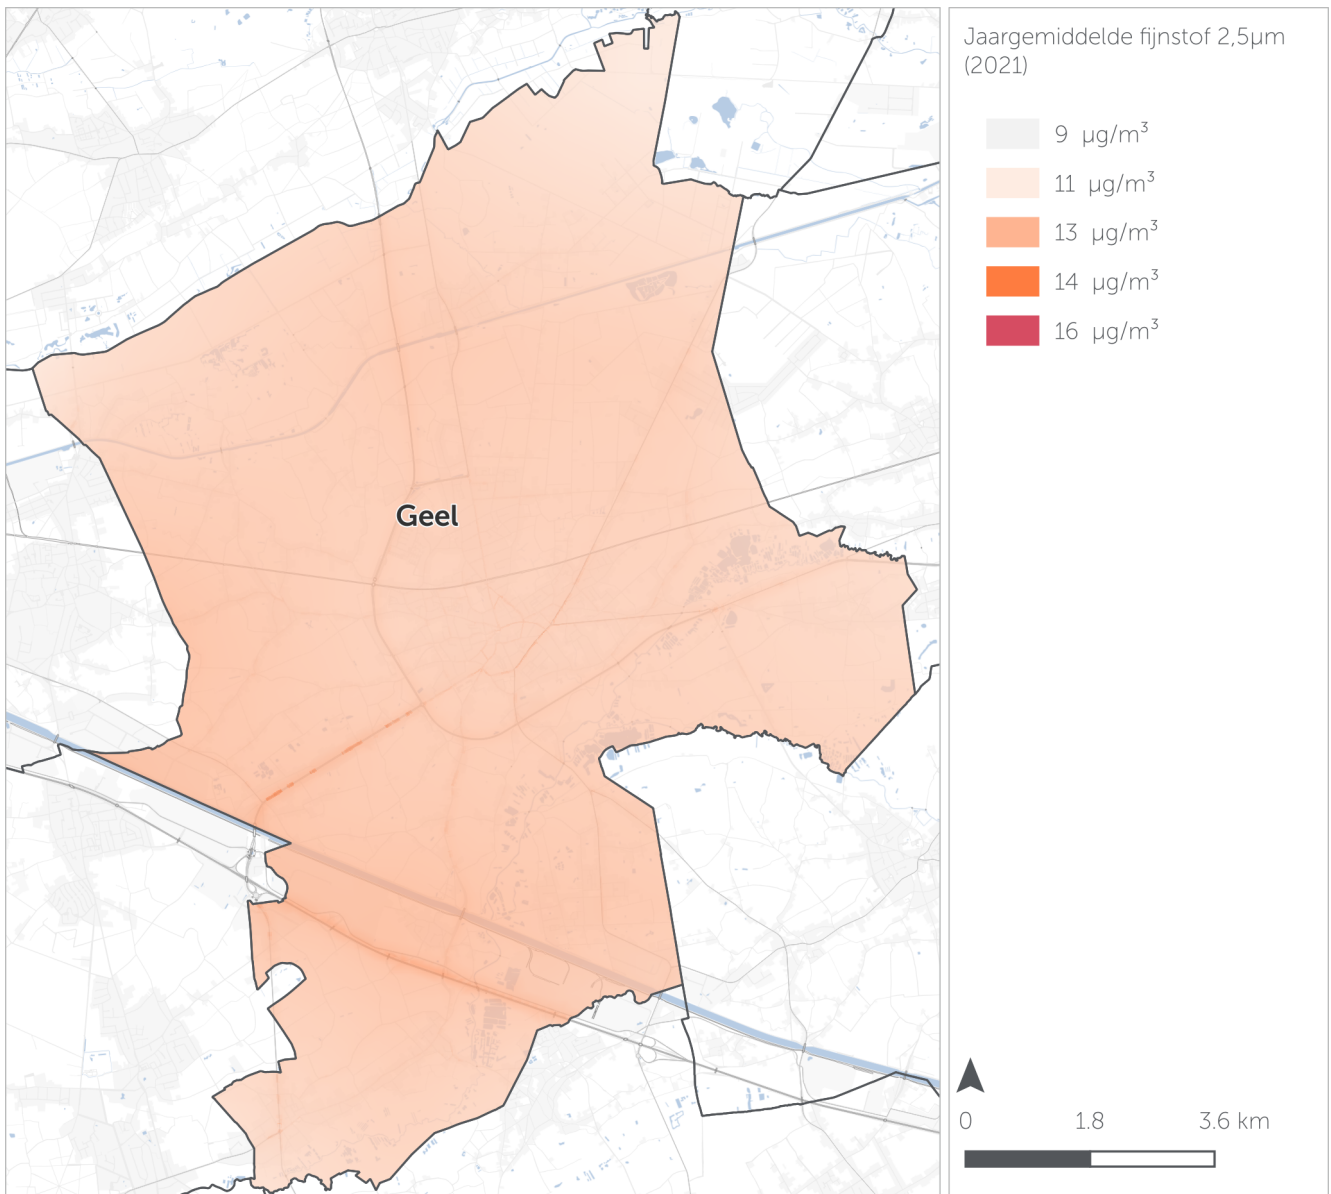 Geel
Jaargemiddelde fijnstof 2,5µm
(2021)
9 µg/m³
11 µg/m³
13 µg/m³
14 µg/m³
16 µg/m³
0 1.8 3.6 km